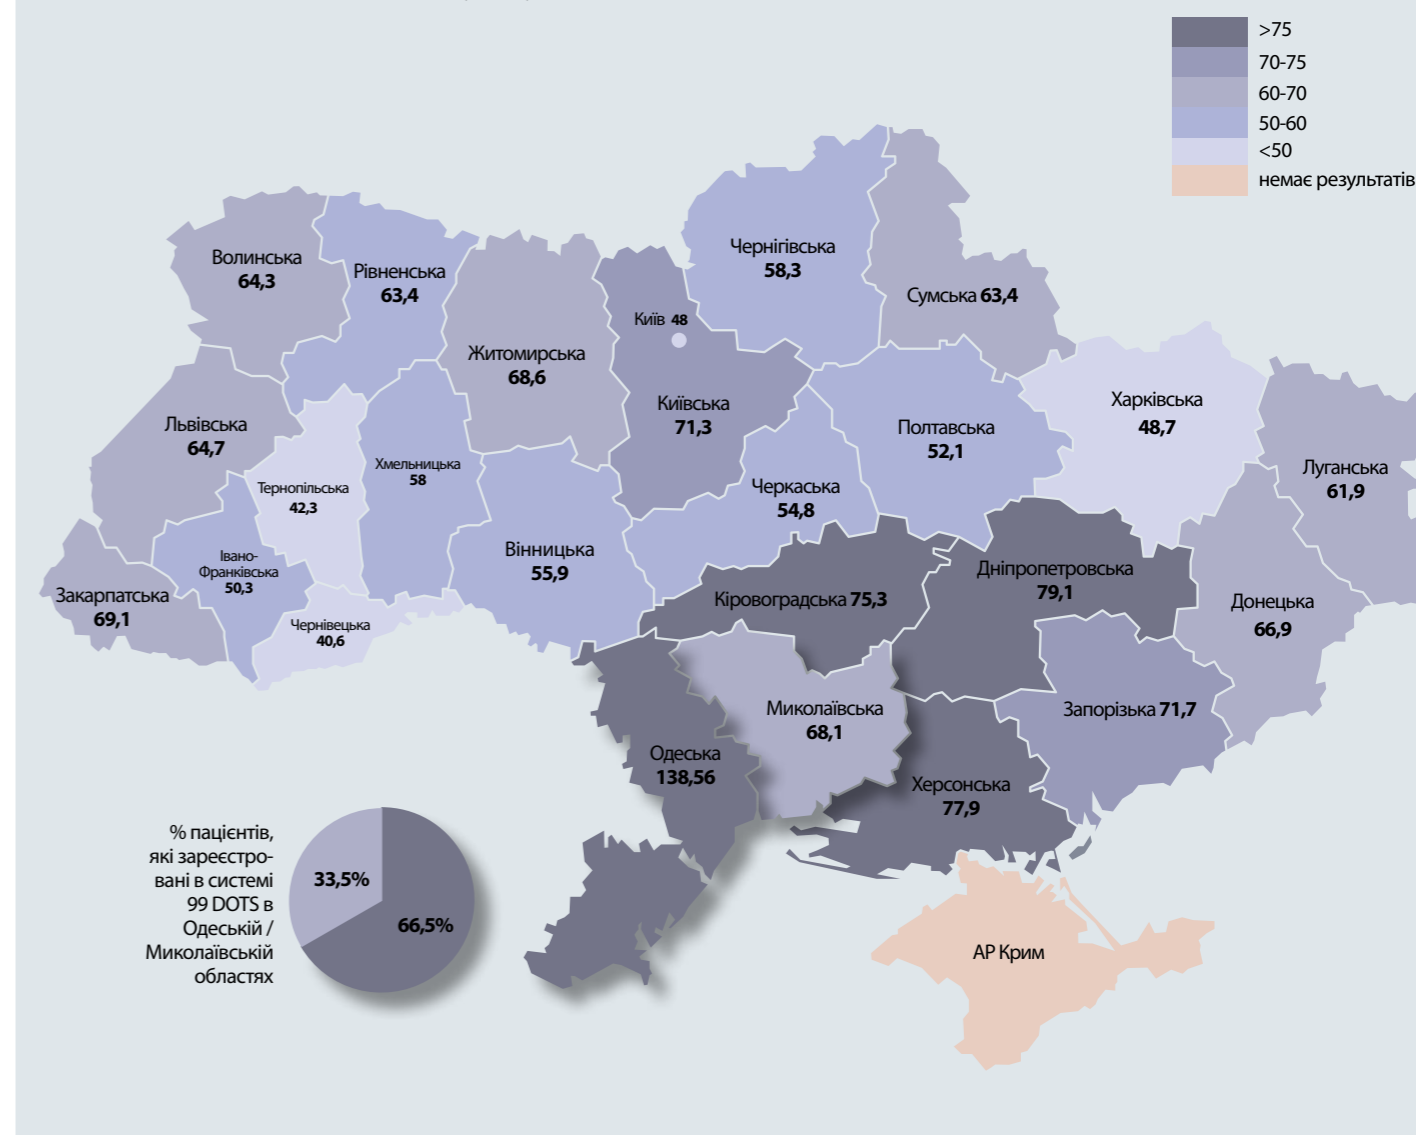 >75
70-75
60-70
50-60
<50
немає результатів
Волинська
64,3
Рівненська
63,4
Чернігівська
58,3
Сумська 63,4
Київ 48
Житомирська
68,6
Київська
71,3
Львівська
64,7
Харківська
48,7
Полтавська
52,1
Луганська
61,9
Хмельницька
58
Тернопільська
42,3
Черкаська
54,8
Вінницька
55,9
Івано-
Франківська
50,3
Закарпатська
69,1
Чернівецька
40,6
Кіровоградська 75,3
Дніпропетровська
79,1
Донецька
66,9
Миколаївська
68,1
Запорізька 71,7
Одеська
138,56
Херсонська
77,9
АР Крим
% пацієнтів,
які зареєстро-
вані в системі
99 DOTS в
Одеській /
Миколаївській
областях
33,5%
66,5%